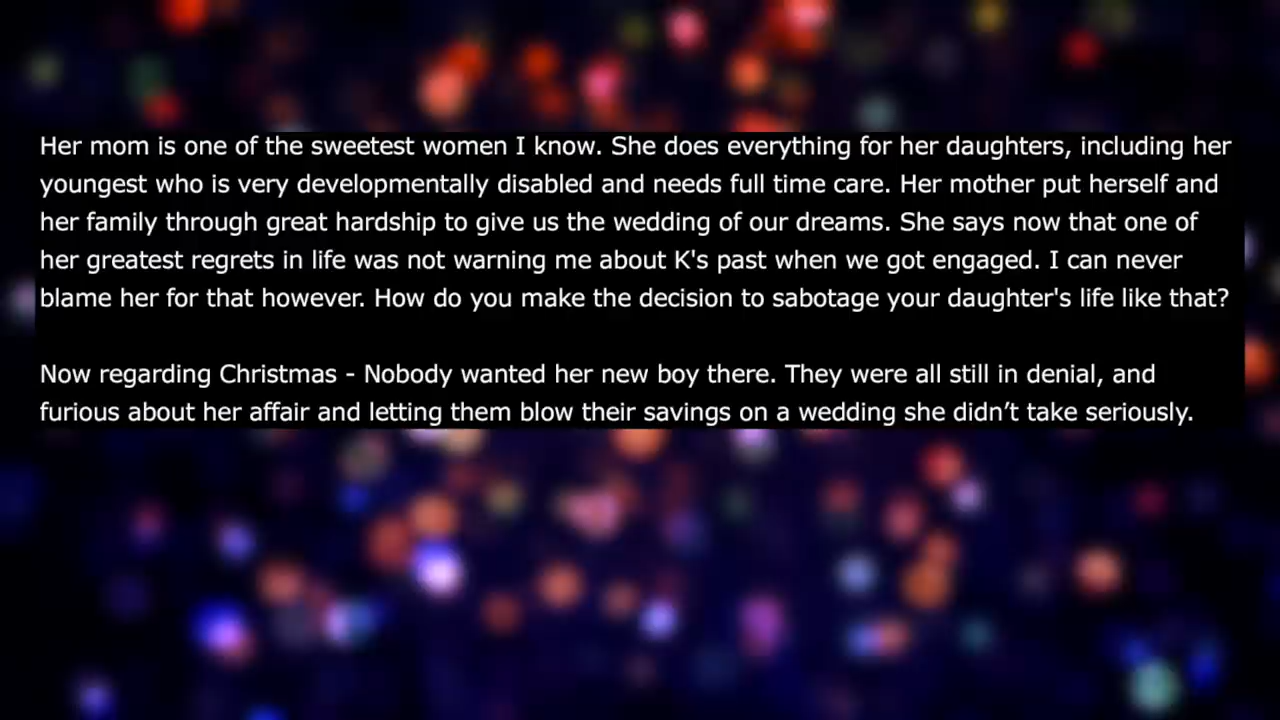 Her mom is one of the sweetest women I know. She does everything for her daughters, including her
youngest who is very developmentally disabled and needs full time care. Her mother put herself and
her family through great hardship to give us the wedding of our dreams. She says now that one of
her greatest regrets in life was not warning me about K's past when we got engaged. I can never
blame her for that however. How do you make the decision to sabotage your daughter's life like that?
Now regarding Christmas - Nobody wanted her new boy there. They were all still in denial, and
furious about her affair and letting them blow their savings on a wedding she didn’t take seriously.